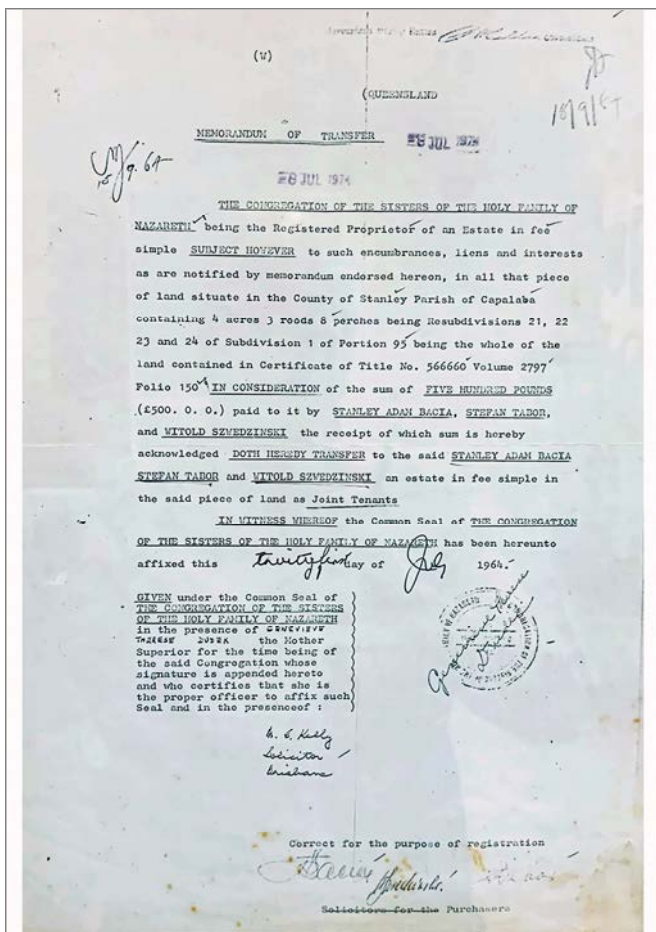 (W)
(QUEENSLAND
18/9/64
MEMORANDUM OF TRANSFER
28 JUL 1974
28 JUL 1974
THE CONGREGATION OF THE SISTERS OF THE HOLY FAMILY OF
NAZARETH being the Registered Proprietor of an Estate in fee
simple SUBJECT HOWEVER to such encumbrances, liens and interests
as are notified by memorandum endorsed hereon, in all that piece
of land situate in the County of Stanley Parish of Capalaba
containing 4 acres 3 roods 8 perches being Resubdivisions 21, 22
23 and 24 of Subdivision 1 of Portion 95 being the whole of the
land contained in Certificate of Title No. 566660 Volume 2797
Folio 150 IN CONSIDERATION of the sum of FIVE HUNDRED POUNDS
(£500. 0. 0.) paid to it by STANLEY ADAM BACIA, STEFAN TABOR,
and WITOLD SZWEDZINSKI the receipt of which sum is hereby
acknowledged DOTH HEREBY TRANSFER to the said STANLEY ADAM BACIA
STEFAN TABOR and WITOLD SZWEDZINSKI an estate in fee simple in
the said piece of land as Joint Tenants
IN WITNESS WHEREOF the Common Seal of THE CONGREGATION
OF THE SISTERS OF THE HOLY FAMILY OF NAZARETH has been hereunto
affixed this twentyfirst day of July 1964.
GIVEN under the Common Seal of
THE CONGREGATION OF THE SISTERS
OF THE HOLY FAMILY OF NAZARETH
in the presence of GENEVIEVE
the Mother
Superior for the time being of
the said Congregation whose
signature is appended hereto
and who certifies that she is
the proper officer to affix such
Seal and in the presenceof :
Kelly
Solicitor
Brisbane
Correct for the purpose of registration
Solicitors for the Purchasers